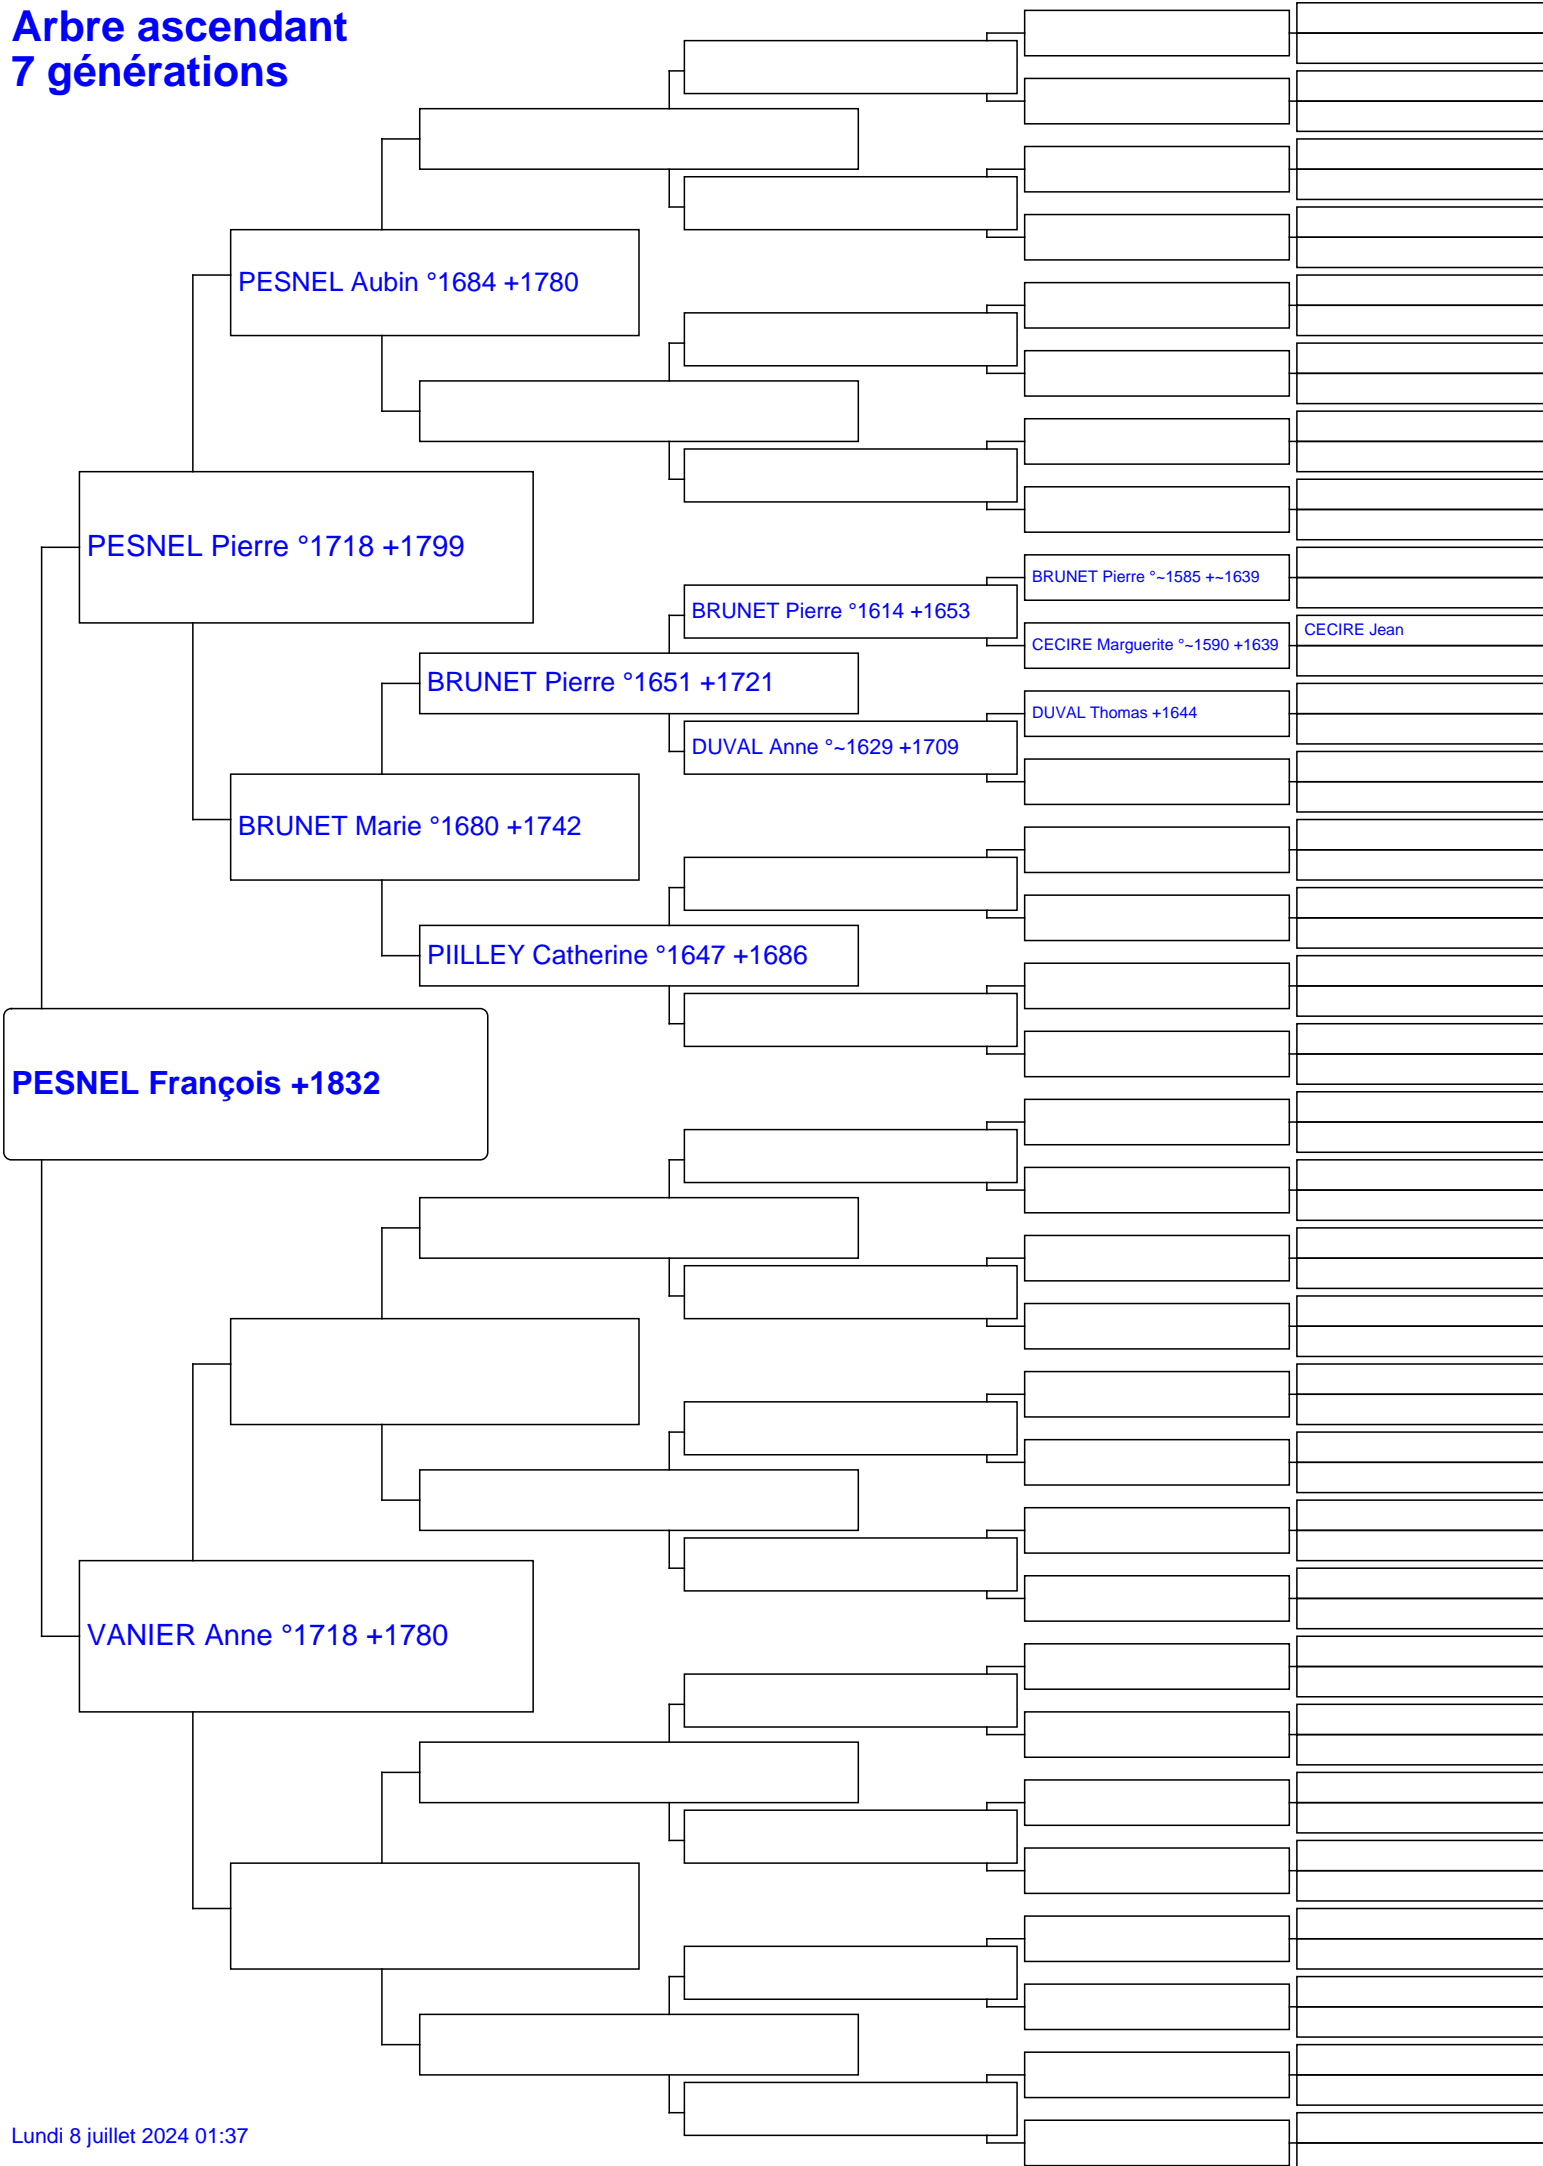 Arbre ascendant
7 générations
PESNEL Aubin °1684 +1780
PESNEL Pierre °1718 +1799
BRUNET Pierre °~1585 +~1639
BRUNET Pierre °1614 +1653
CECIRE Jean
CECIRE Marguerite °~1590 +1639
BRUNET Pierre °1651 +1721
DUVAL Thomas +1644
DUVAL Anne °~1629 +1709
BRUNET Marie °1680 +1742
PIILLEY Catherine °1647 +1686
PESNEL François +1832
VANIER Anne °1718 +1780
Lundi 8 juillet 2024 01:37